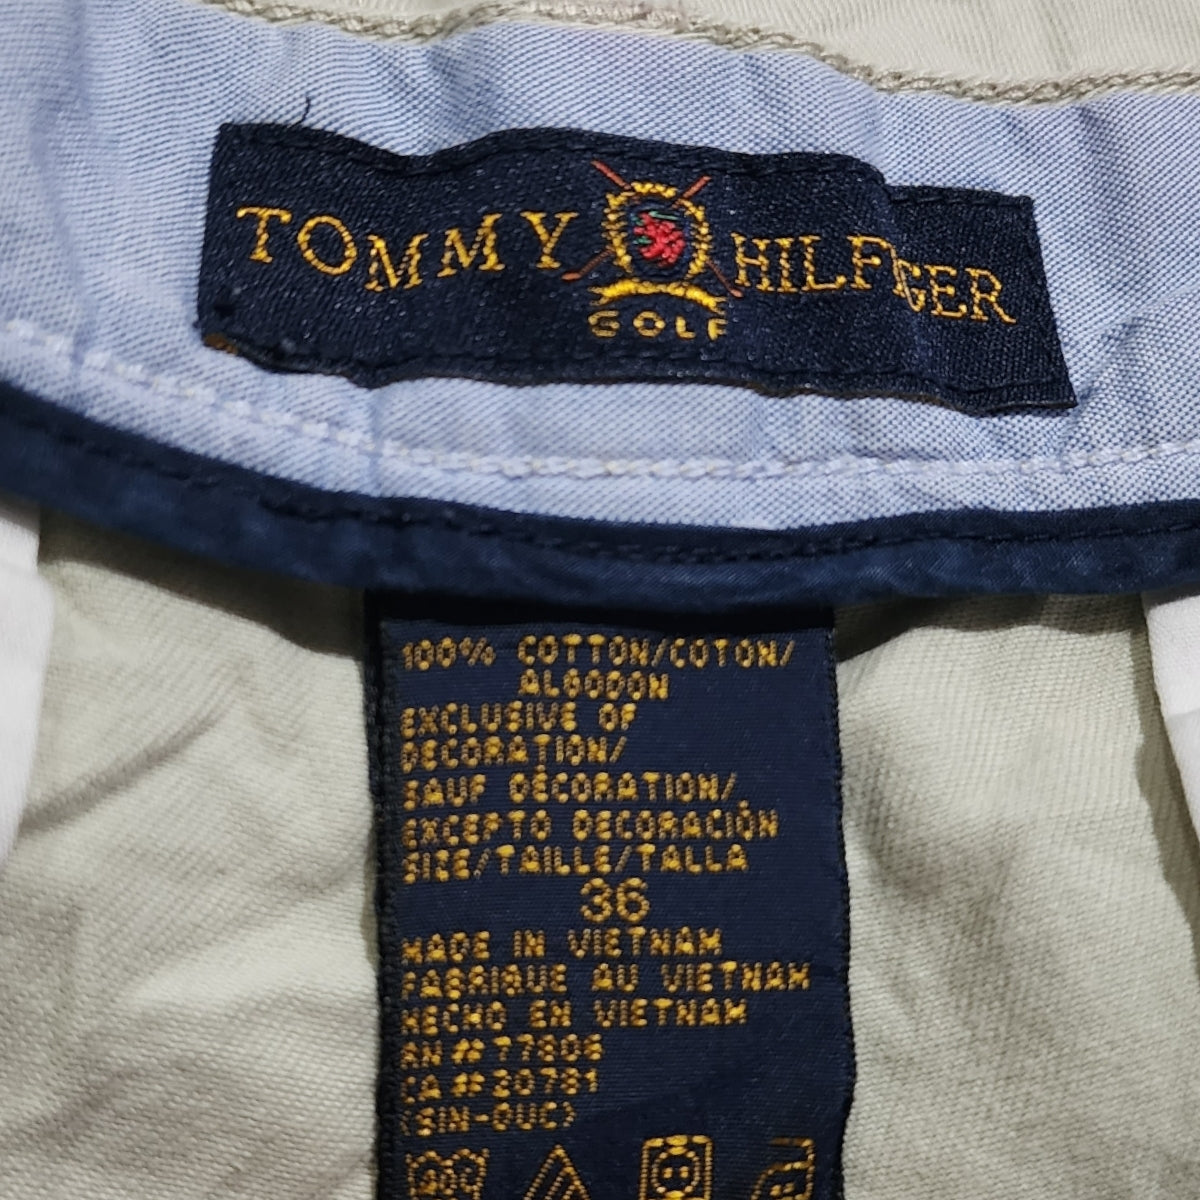 TOMMY HILFIGER
GOLF
100% COTTON/COTON/
ALGODON
EXCLUSIVE OF
DECORATION/
SAUF DÉCORATION/
EXCEPTO DECORACIÓN
SIZE/TAILLE/TALLA
36
MADE IN VIETNAM
FABRIQUE AU VIETNAM
HECHO EN VIETNAM
RN # 77806
CA # 20781
(SIN-OUC)